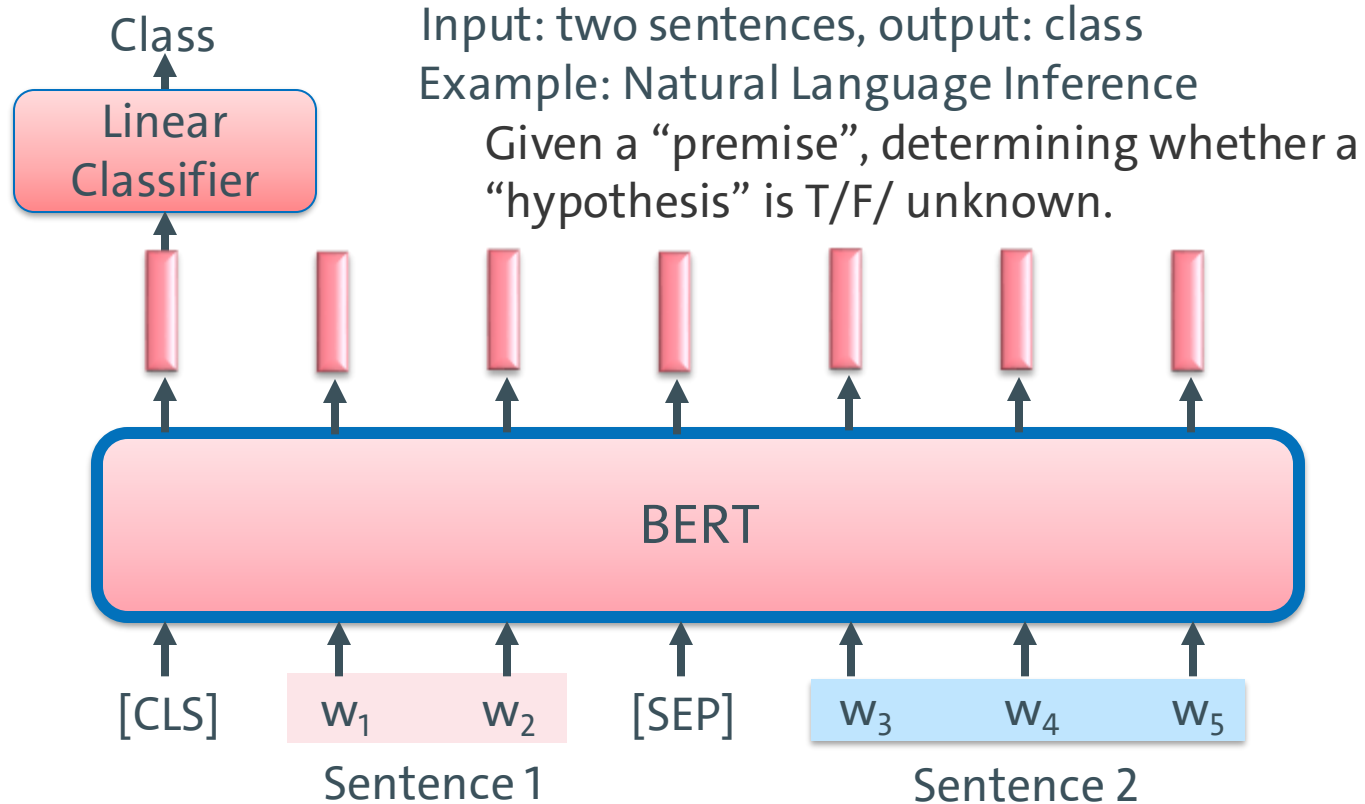 Class
Linear
Classifier
Input: two sentences, output: class
Example: Natural Language Inference
Given a “premise”, determining whether a
“hypothesis” is T/F/ unknown.
BERT
[CLS] w₁ w₂ [SEP] w₃ w₄ w₅
Sentence 1 Sentence 2